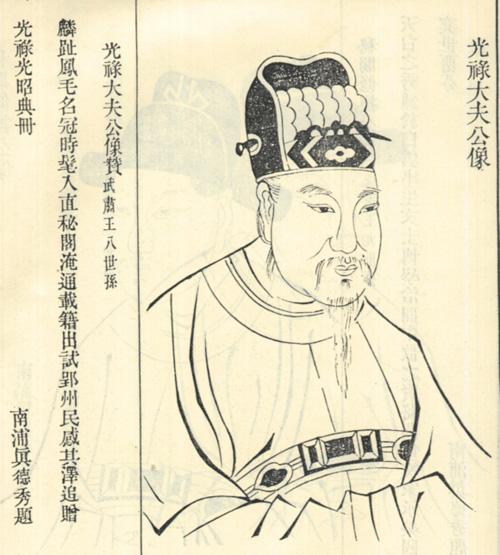 光祿大夫公像
光祿大夫公像贊 武肅王八世孫
麟趾鳳毛名冠時髦入直秘閣淹通載籍出試郢州民感其澤追贈
光祿光昭典冊
南浦眞德秀題